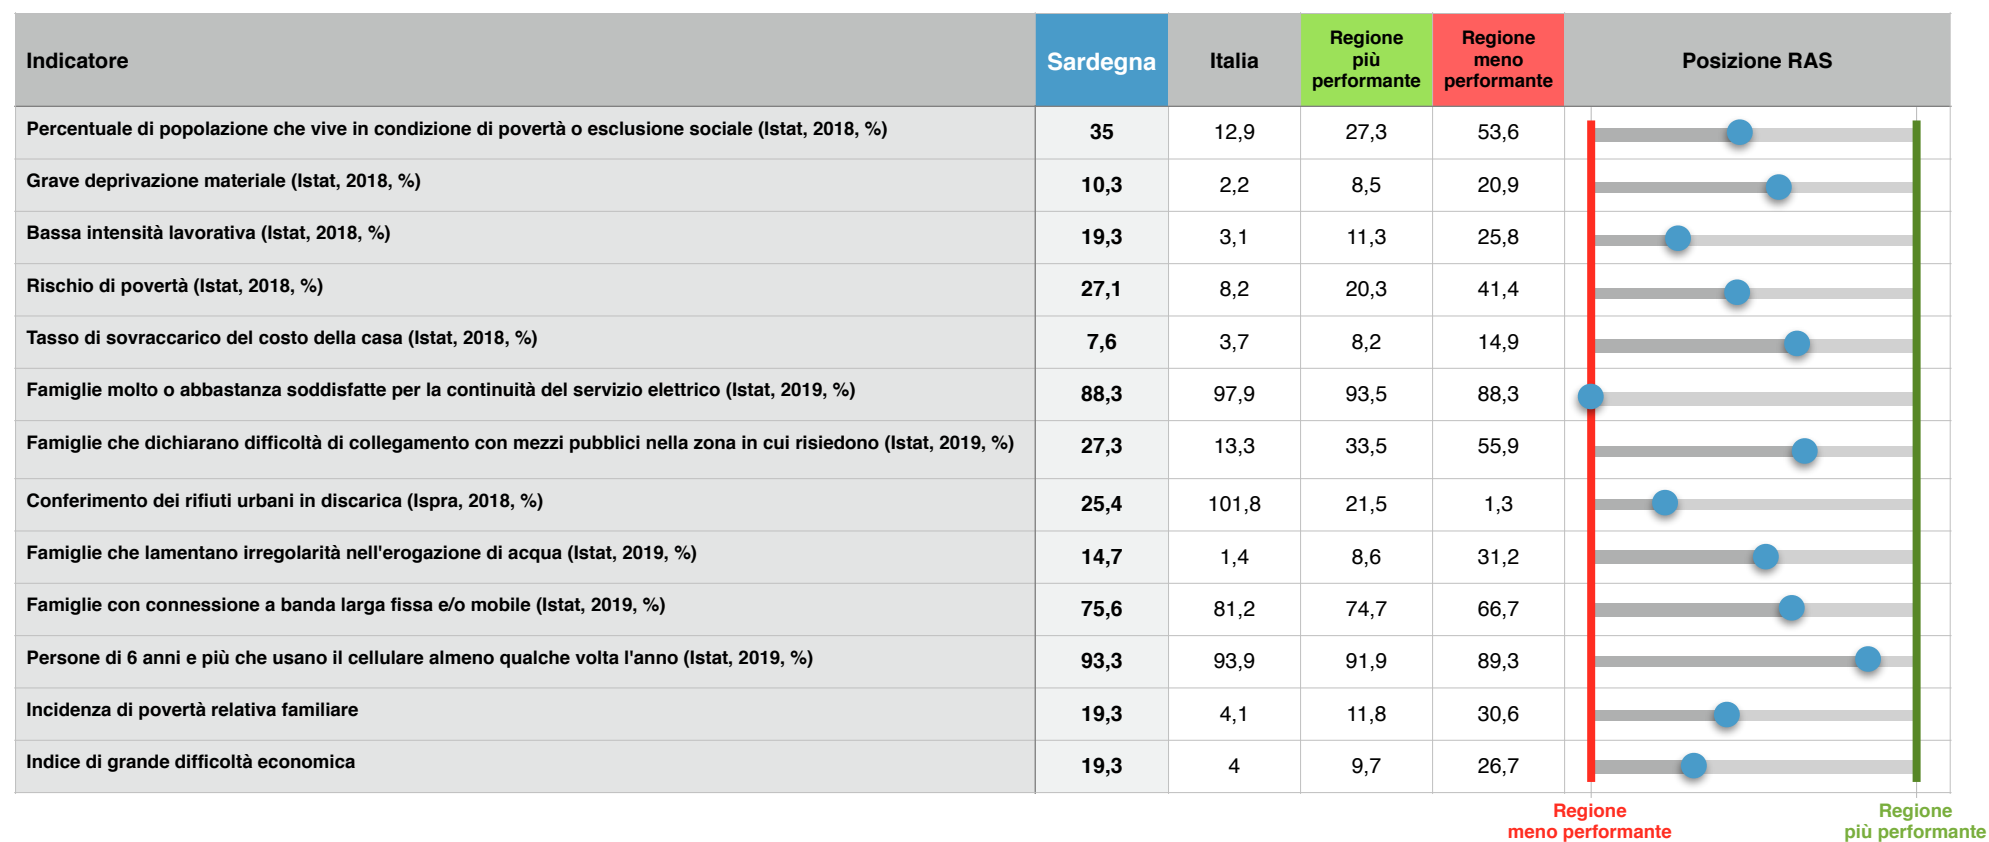 Indicatore Sardegna Italia Regione più performante Regione meno performante Posizione RAS
Percentuale di popolazione che vive in condizione di povertà o esclusione sociale (Istat, 2018, %) 35 12,9 27,3 53,6
Grave deprivazione materiale (Istat, 2018, %) 10,3 2,2 8,5 20,9
Bassa intensità lavorativa (Istat, 2018, %) 19,3 3,1 11,3 25,8
Rischio di povertà (Istat, 2018, %) 27,1 8,2 20,3 41,4
Tasso di sovraccarico del costo della casa (Istat, 2018, %) 7,6 3,7 8,2 14,9
Famiglie molto o abbastanza soddisfatte per la continuità del servizio elettrico (Istat, 2019, %) 88,3 97,9 93,5 88,3
Famiglie che dichiarano difficoltà di collegamento con mezzi pubblici nella zona in cui risiedono (Istat, 2019, %) 27,3 13,3 33,5 55,9
Conferimento dei rifiuti urbani in discarica (Ispra, 2018, %) 25,4 101,8 21,5 1,3
Famiglie che lamentano irregolarità nell'erogazione di acqua (Istat, 2019, %) 14,7 1,4 8,6 31,2
Famiglie con connessione a banda larga fissa e/o mobile (Istat, 2019, %) 75,6 81,2 74,7 66,7
Persone di 6 anni e più che usano il cellulare almeno qualche volta l'anno (Istat, 2019, %) 93,3 93,9 91,9 89,3
Incidenza di povertà relativa familiare 19,3 4,1 11,8 30,6
Indice di grande difficoltà economica 19,3 4 9,7 26,7
Regione meno performante
Regione più performante